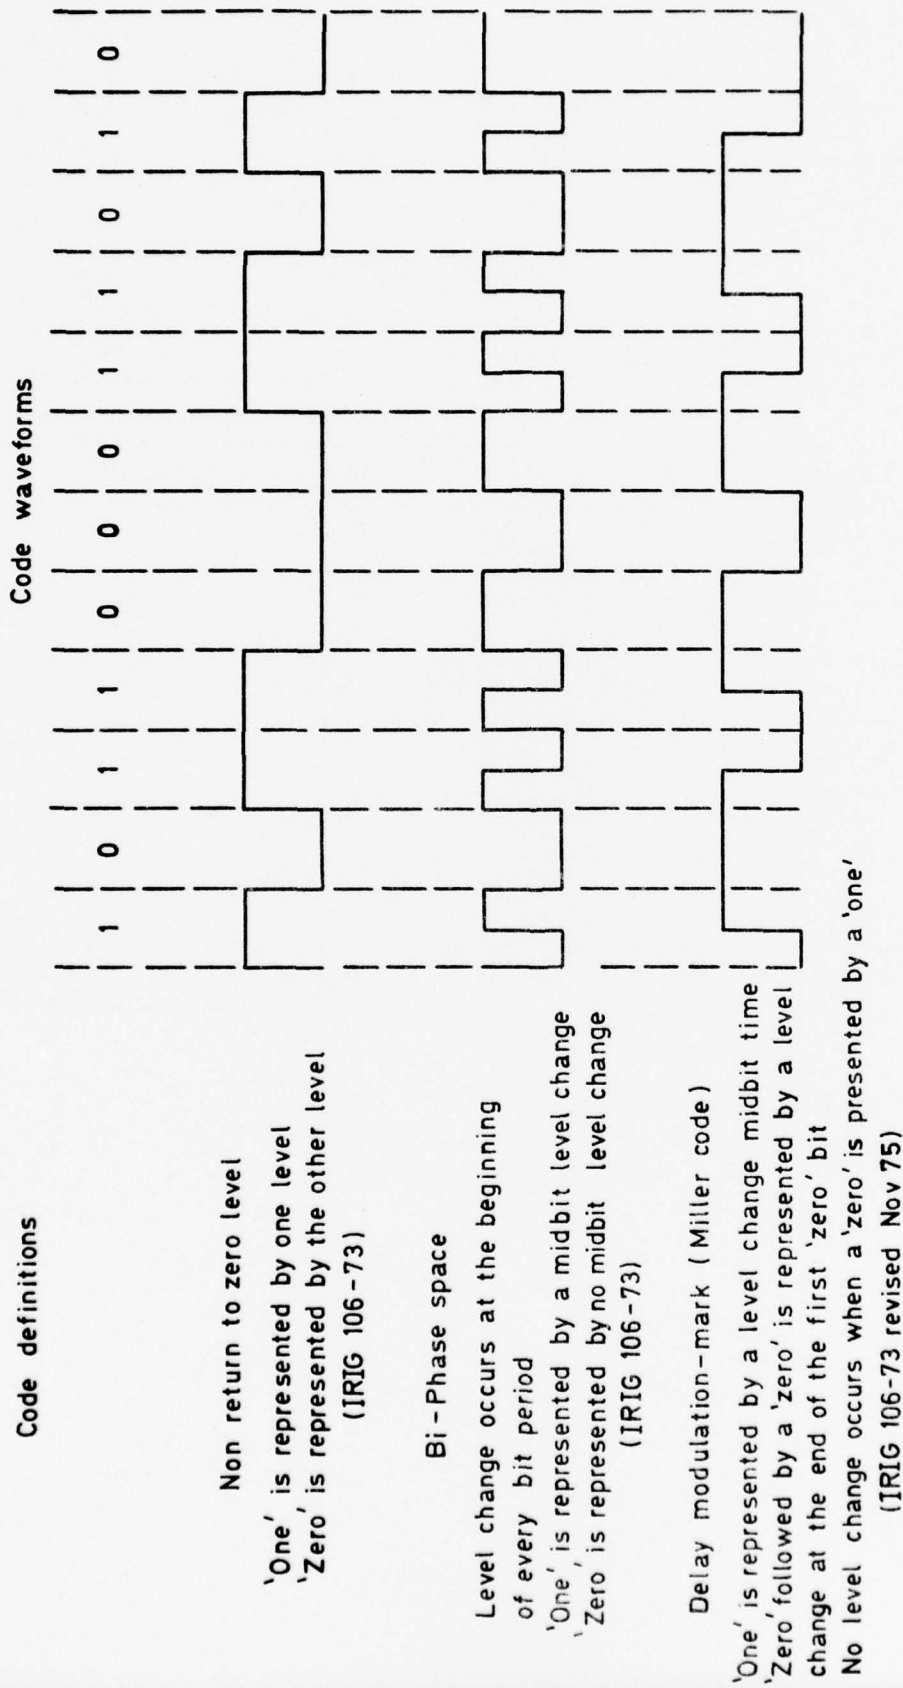 Code definitions
Code waveforms
1 0 1 1 0 0 0 1 1 0 1 0
Non return to zero level
'One' is represented by one level
'Zero' is represented by the other level
(IRIG 106-73)
Bi-Phase space
Level change occurs at the beginning
of every bit period
'One' is represented by a midbit level change
'Zero' is represented by no midbit level change
(IRIG 106-73)
Delay modulation-mark (Miller code)
'One' is represented by a level change midbit time
'Zero' followed by a 'zero' is represented by a level
change at the end of the first 'zero' bit
No level change occurs when a 'zero' is presented by a 'one'
(IRIG 106-73 revised Nov 75)